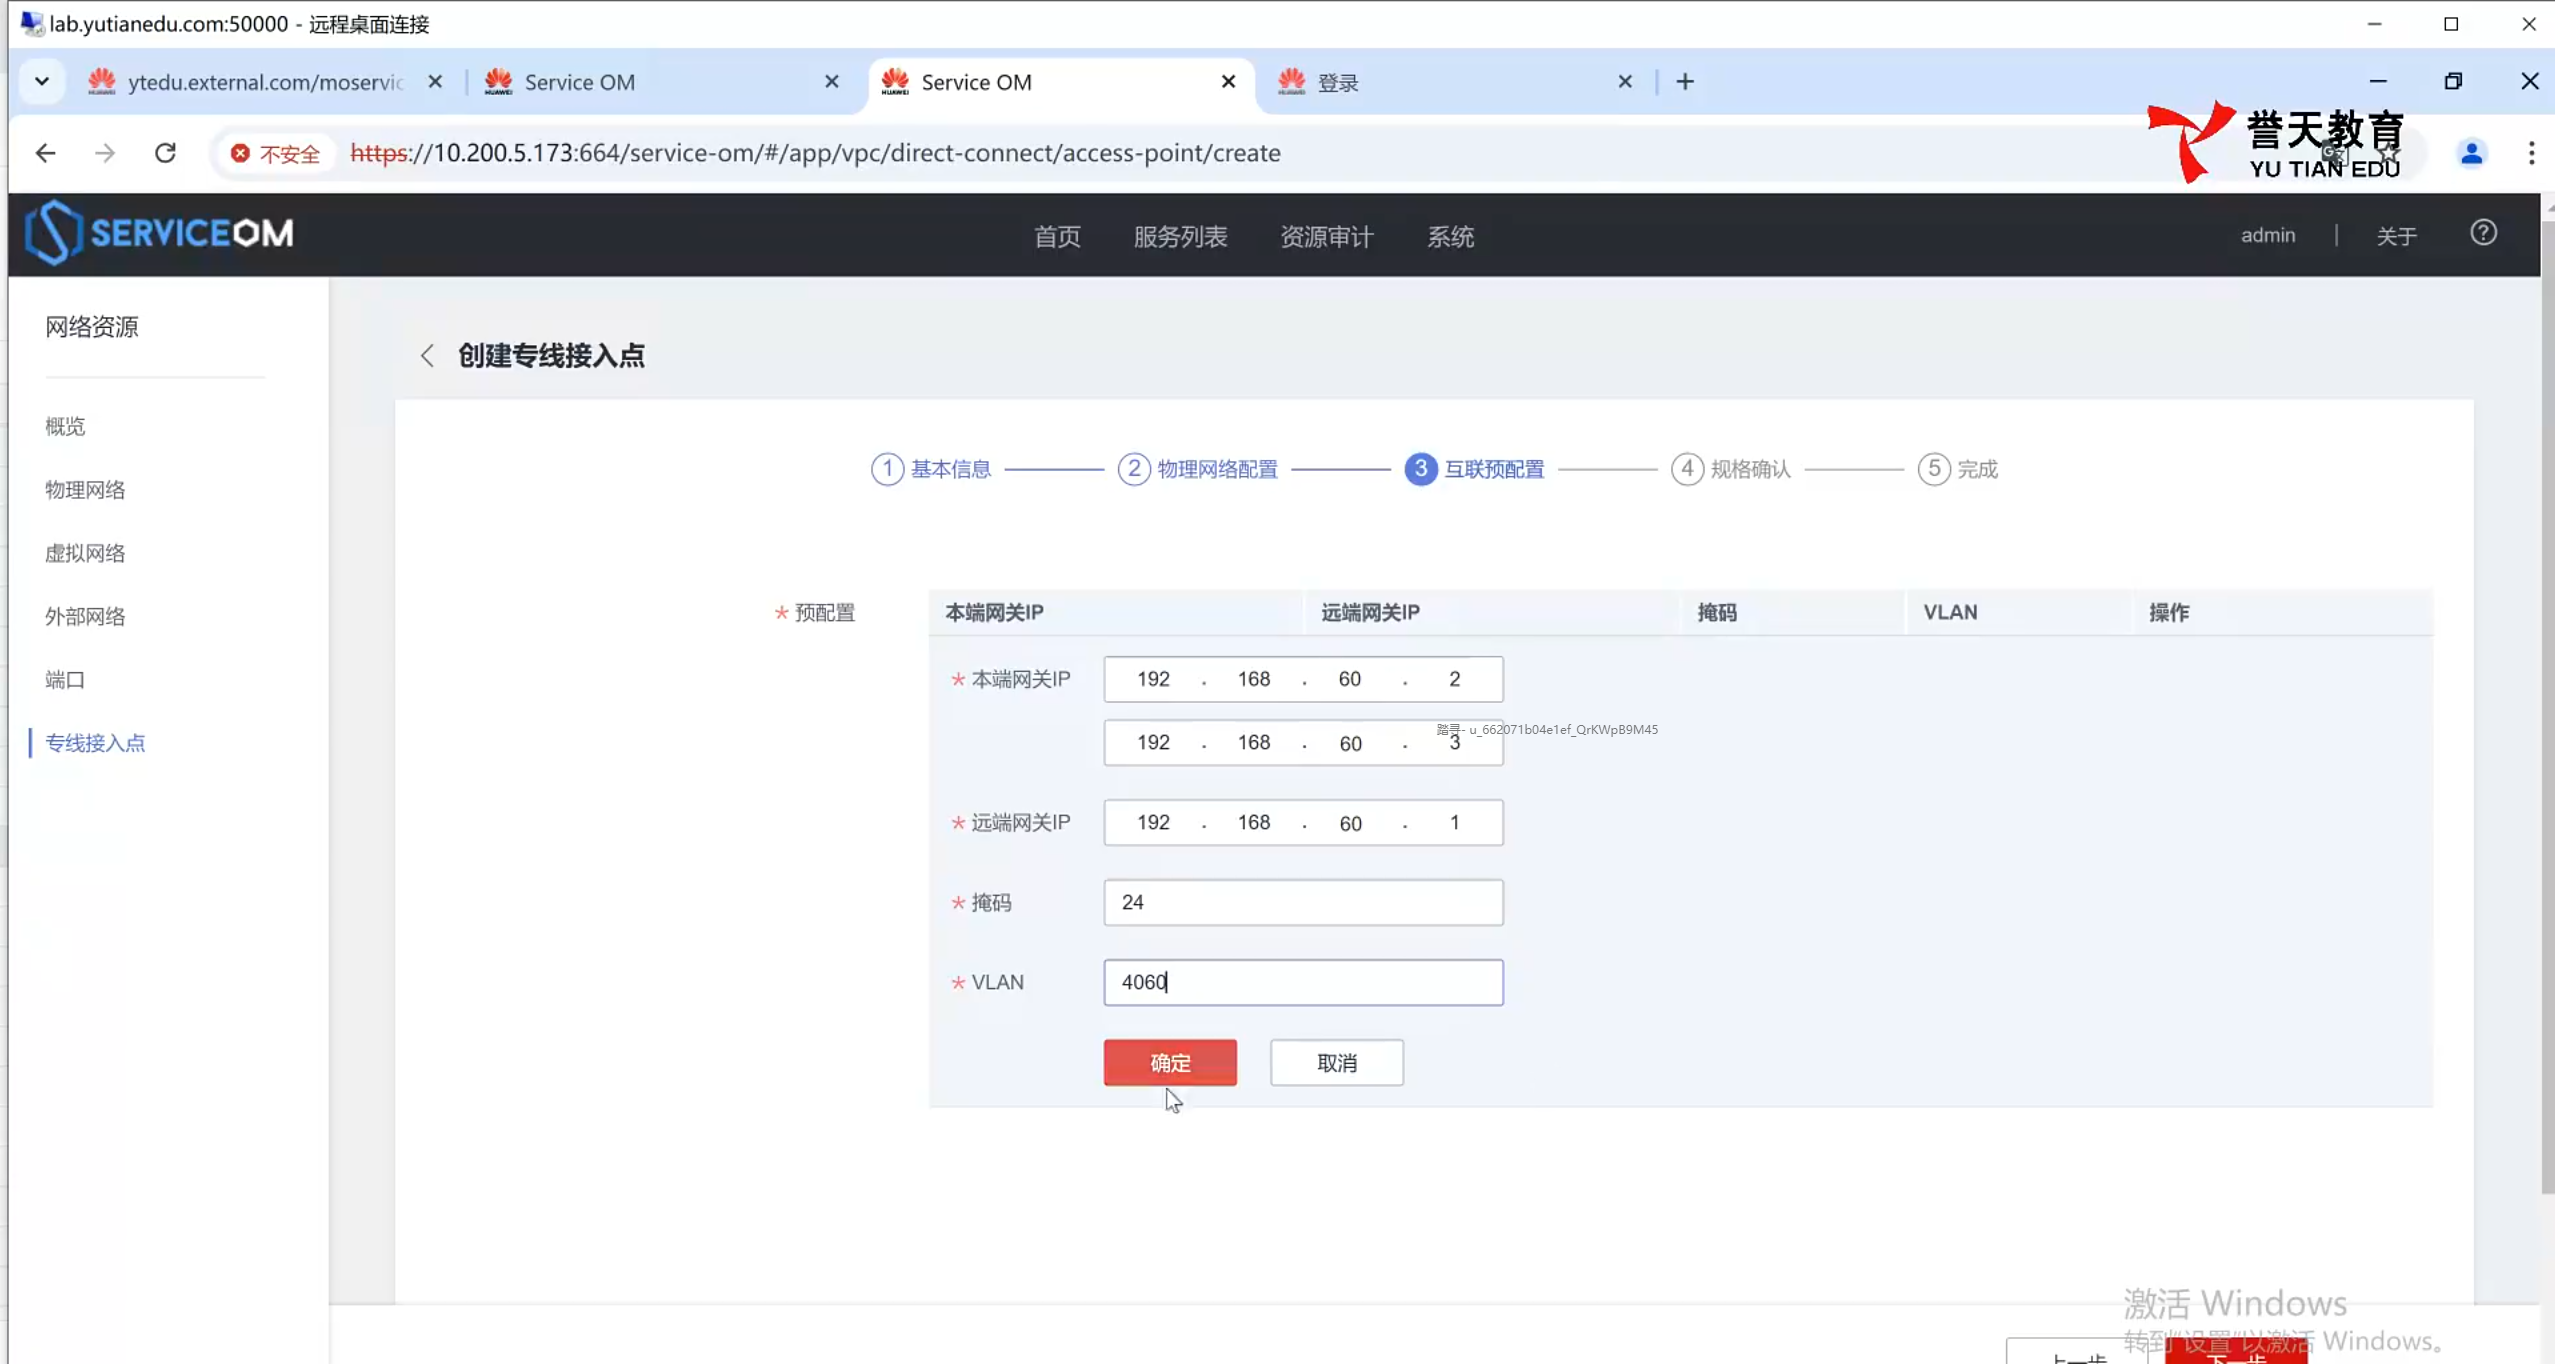 lab.yutianedu.com:50000 - 远程桌面连接
ytedu.external.com/moservic
Service OM
Service OM
登录
不安全 https://10.200.5.173:664/service-om/#/app/vpc/direct-connect/access-point/create
誉天教育
YU TIAN EDU
HUAWEI
SERVICEOM
首页 服务列表 资源审计 系统
admin | 关于
网络资源
概览
物理网络
虚拟网络
外部网络
端口
专线接入点
创建专线接入点
1 基本信息 2 物理网络配置 3 互联预配置 4 规格确认 5 完成
* 预配置
本端网关IP 远端网关IP 掩码 VLAN 操作
* 本端网关IP 192 . 168 . 60 . 2
192 . 168 . 60 . 3
踏寻- u_662071b04e1ef_QrKWpB9M45
* 远端网关IP 192 . 168 . 60 . 1
* 掩码 24
* VLAN 4060
确定 取消
激活 Windows
转到"设置"以激活 Windows。
上一步 下一步